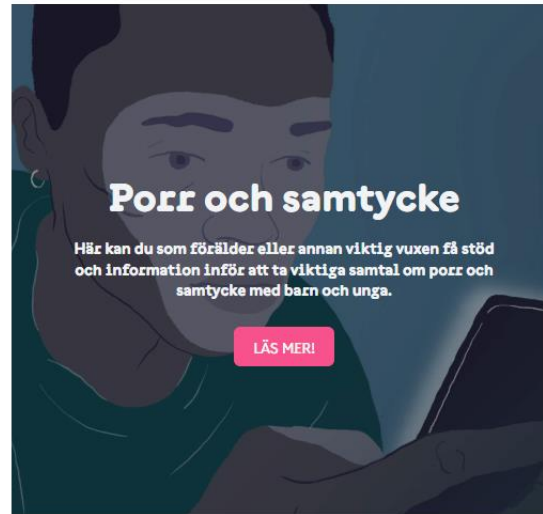 Porr och samtycke
Här kan du som förälder eller annan viktig vuxen få stöd
och information inför att ta viktiga samtal om porr och
samtycke med barn och unga.
LÄS MER!